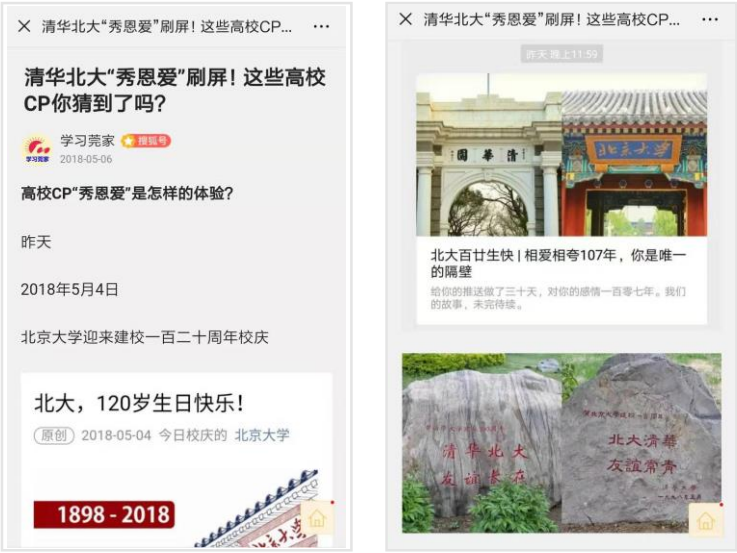 清华北大“秀恩爱”刷屏！这些高校CP...
清华北大“秀恩爱”刷屏！这些高校
CP你猜到了吗？
学习莞家 搜狐号
2018-05-06
学习莞家
高校CP“秀恩爱”是怎样的体验？
昨天
2018年5月4日
北京大学迎来建校一百二十周年校庆
北大，120岁生日快乐！
原创 2018-05-04 今日校庆的 北京大学
1898 - 2018
清华北大“秀恩爱”刷屏！这些高校CP...
昨天 晚上11:59
園華清
北京大学
北大百廿生快 | 相爱相夸107年，你是唯一
的隔壁
给你的推送做了三十天，对你的感情一百零七年。我们
的故事，未完待续。
清华北大
友谊长在
北大清華
友誼常青